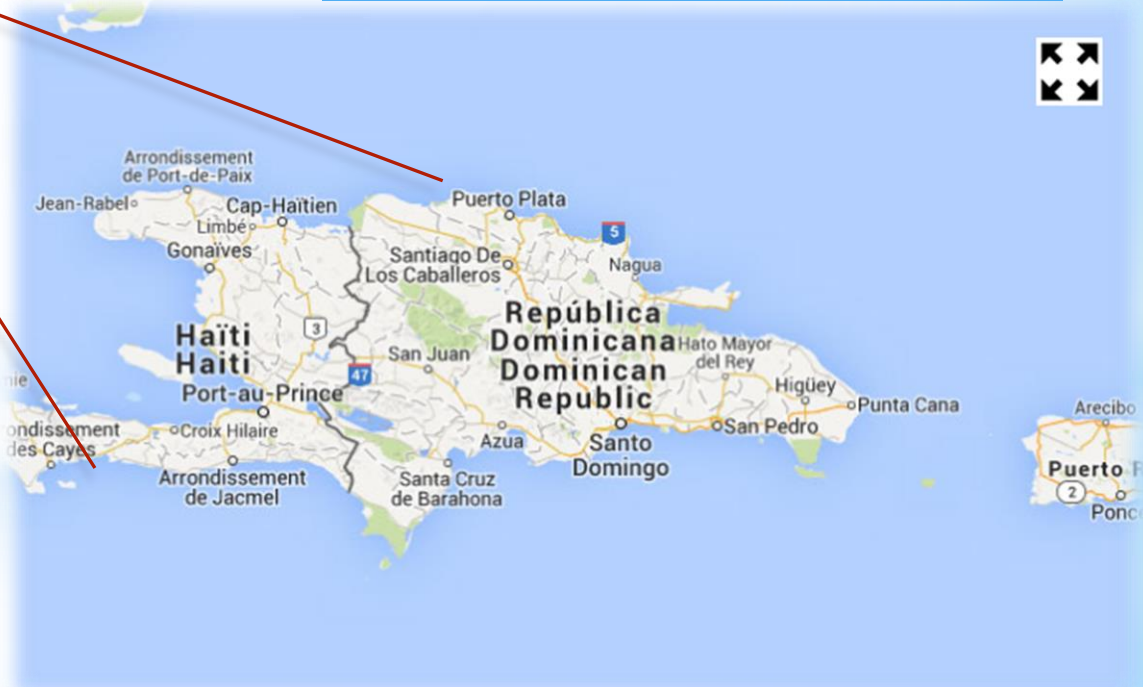 Arrondissement
de Port-de-Paix
Jean-Rabel
Cap-Haïtien
Limbé
Gonaïves
Puerto Plata
5
Santiago De
Los Caballeros
Nagua
República
Dominicana
Dominican
Republic
Haïti
Haiti
3
San Juan
47
Hato Mayor
del Rey
Port-au-Prince
Higüey
Punta Cana
Arecibo
nie
ondissement
des Cayes
Croix Hilaire
Azua
Santo
Domingo
San Pedro
Arrondissement
de Jacmel
Santa Cruz
de Barahona
Puerto
2
Ponc